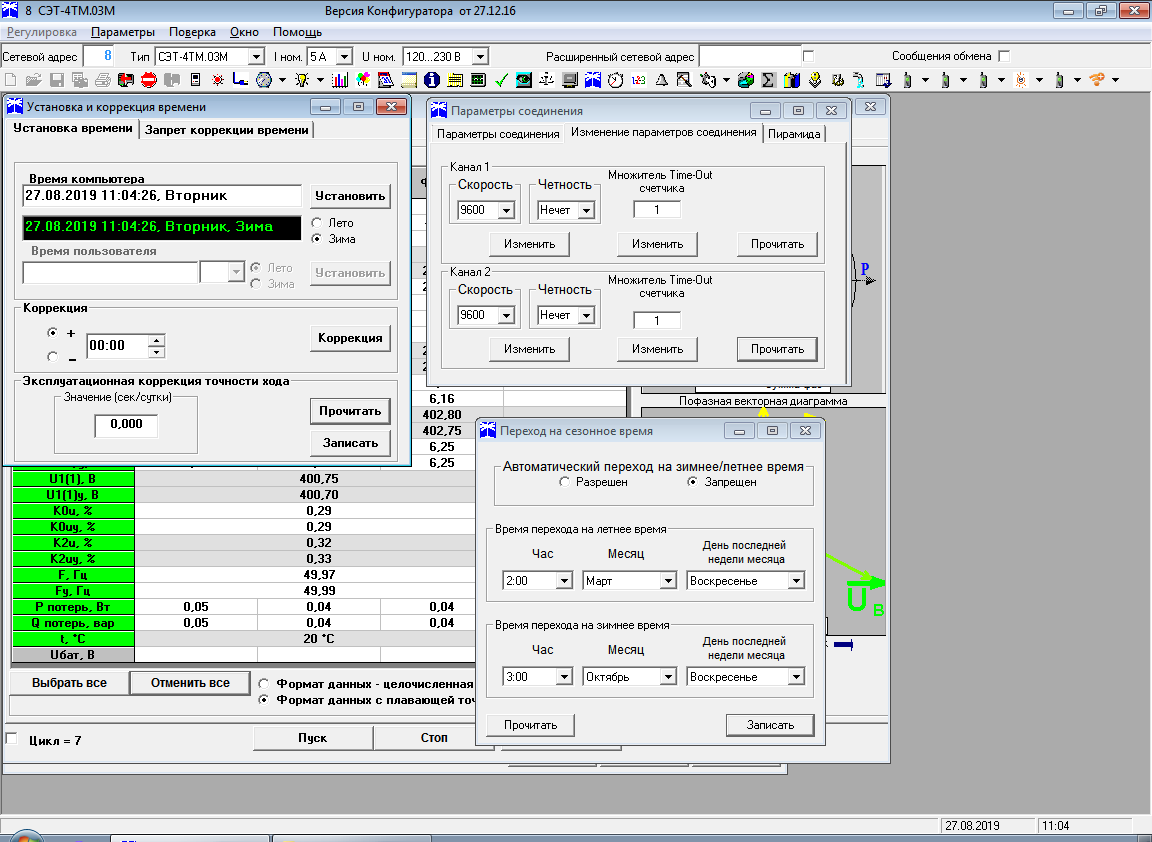 8 СЭТ-4ТМ.03М Версия Конфигуратора от 27.12.16
Регулировка Параметры Поверка Окно Помощь
Сетевой адрес 8 Тип СЭТ-4ТМ.03М I ном. 5 А U ном. 120...230 В Расширенный сетевой адрес Сообщения обмена
Установка и коррекция времени
Установка времени Запрет коррекции времени
Время компьютера
27.08.2019 11:04:26, Вторник Установить
27.08.2019 11:04:26, Вторник, Зима
Лето
Зима
Время пользователя
Лето
Зима
Установить
Коррекция
+
00:00
–
Коррекция
Эксплуатационная коррекция точности хода
Значение (сек/сутки)
0,000
Прочитать
Записать
Параметры соединения
Параметры соединения Изменение параметров соединения Пирамида
Канал 1
Скорость Четность Множитель Time-Out
счетчика
9600 Нечет 1
Изменить Изменить Прочитать
Канал 2
Скорость Четность Множитель Time-Out
счетчика
9600 Нечет 1
Изменить Изменить Прочитать
P
6,16
402,80
402,75
6,25
6,25
Пофазная векторная диаграмма
U1(1), В 400,75
U1(1)у, В 400,70
K0u, % 0,29
K0uy, % 0,29
K2u, % 0,32
K2uy, % 0,33
F, Гц 49,97
Fу, Гц 49,99
P потерь, Вт 0,05 0,04 0,04
Q потерь, вар 0,05 0,04 0,04
t, °C 20 °C
Uбат, В
U B
Выбрать все Отменить все
Формат данных - целочисленная
Формат данных с плавающей точ
Цикл = 7 Пуск Стоп
Переход на сезонное время
Автоматический переход на зимнее/летнее время
Разрешен Запрещен
Время перехода на летнее время
Час Месяц День последней
недели месяца
2:00 Март Воскресенье
Время перехода на зимнее время
Час Месяц День последней
недели месяца
3:00 Октябрь Воскресенье
Прочитать Записать
27.08.2019 11:04